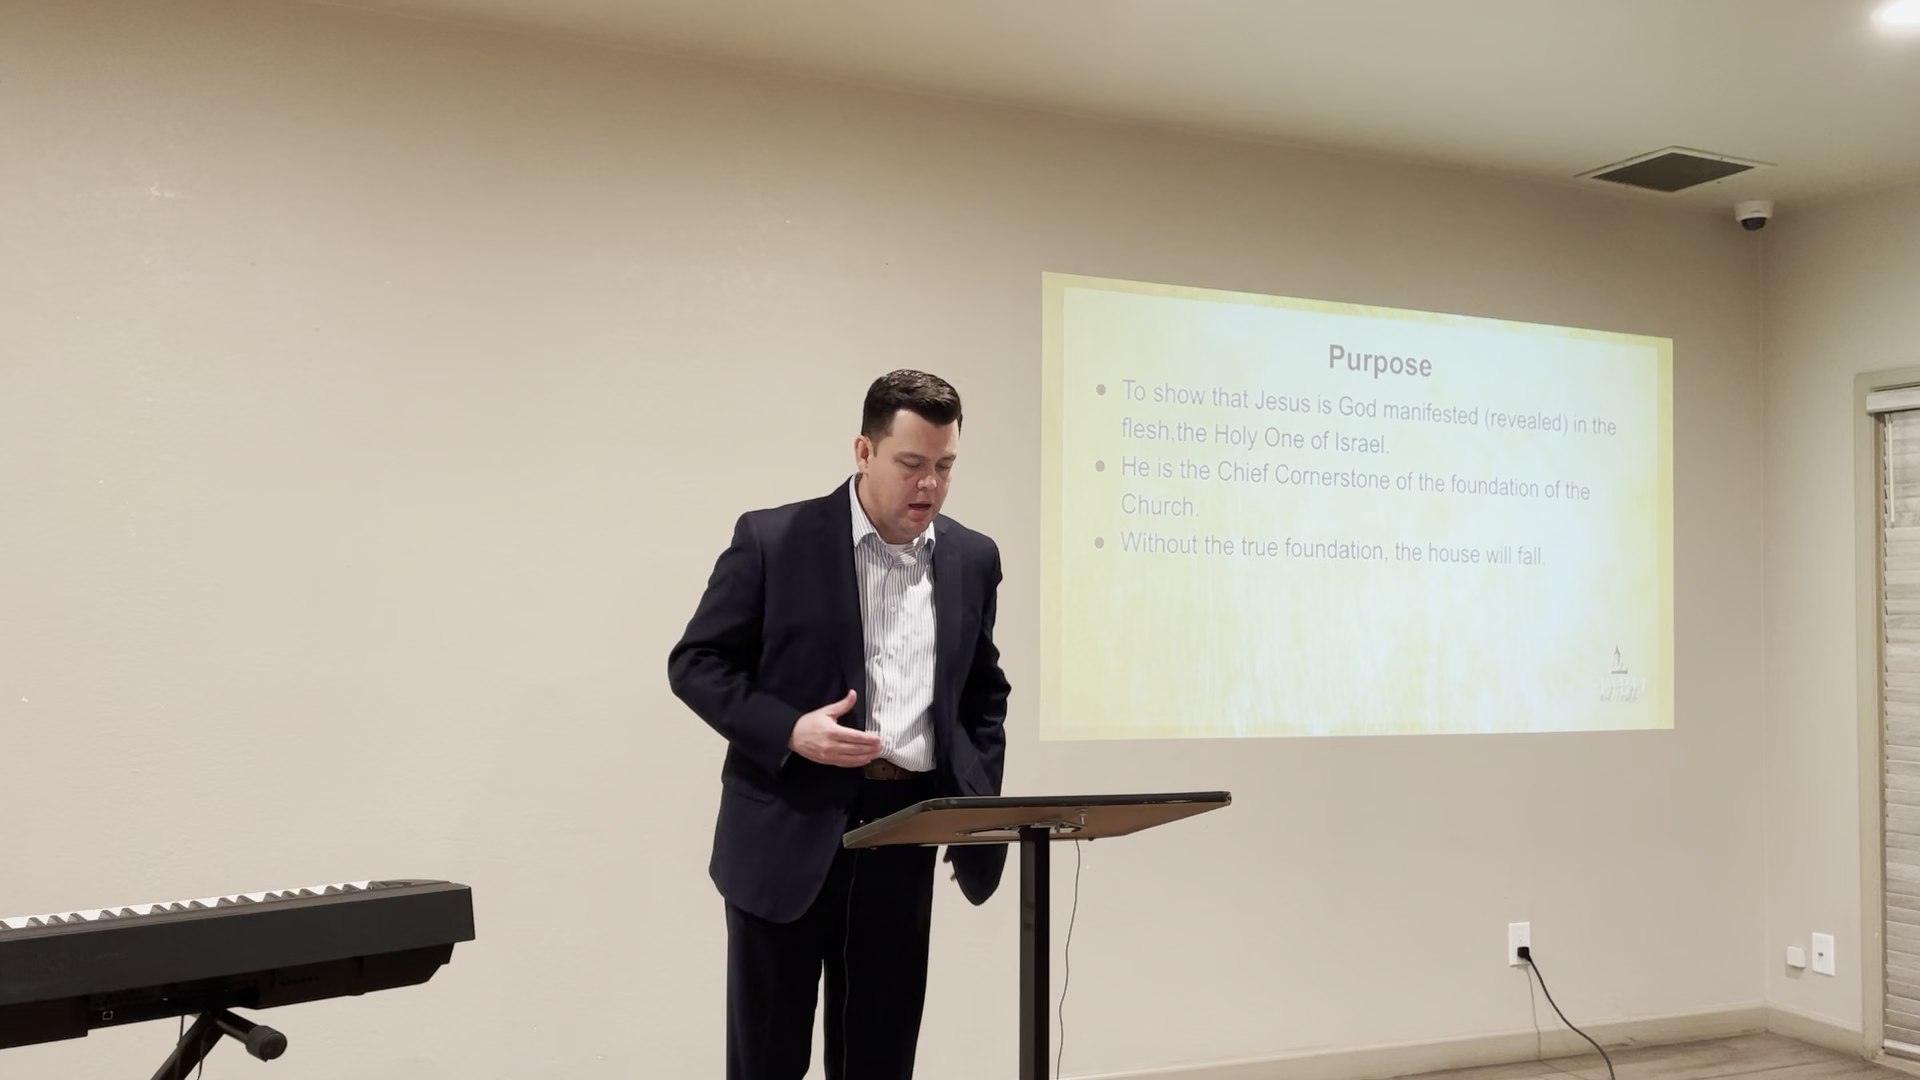 Purpose
• To show that Jesus is God manifested (revealed) in the
flesh,the Holy One of Israel.
• He is the Chief Cornerstone of the foundation of the
Church.
• Without the true foundation, the house will fall.